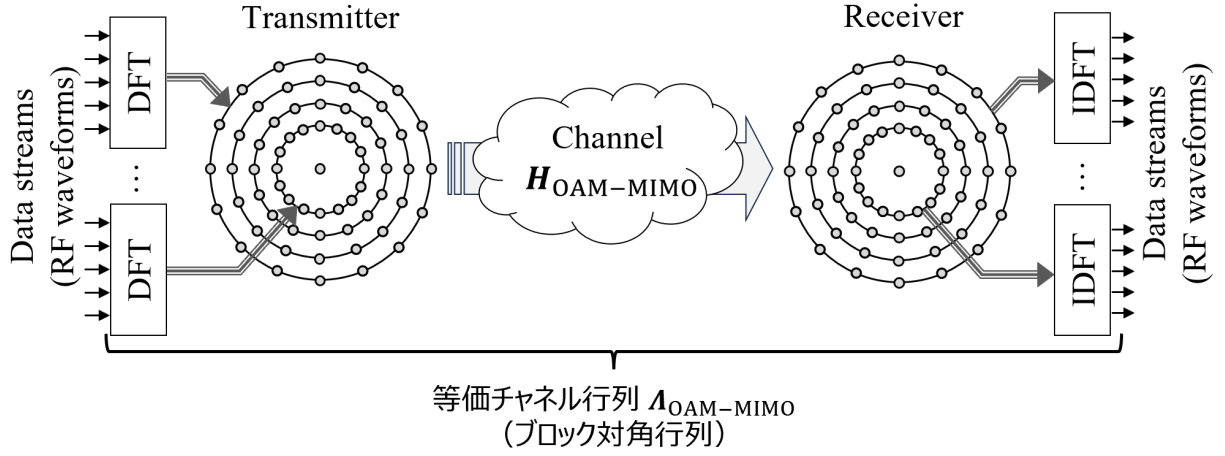 Transmitter
Receiver
Data streams
(RF waveforms)
DFT
⋮
DFT
Channel
H_OAM−MIMO
IDFT
⋮
IDFT
Data streams
(RF waveforms)
等価チャネル行列 Λ_OAM−MIMO
（ブロック対角行列）